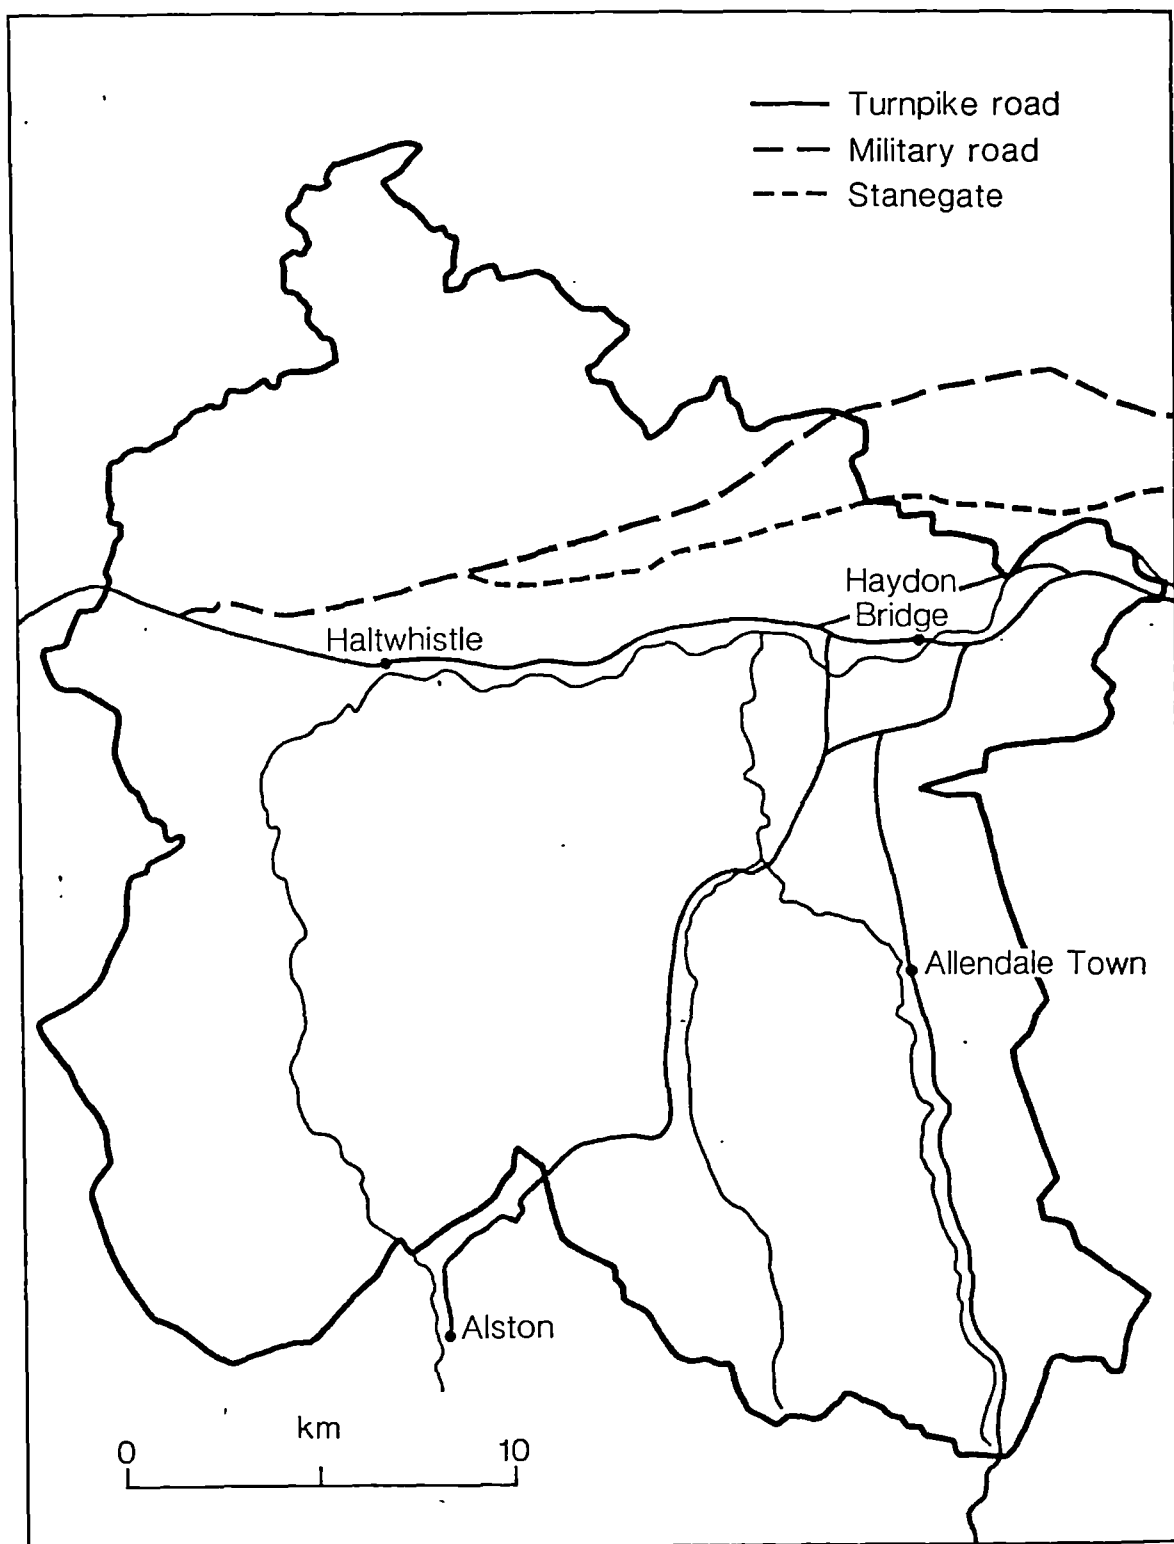 Turnpike road
Military road
Stanegate
Haydon
Bridge
Haltwhistle
Allendale Town
Alston
km
0 10